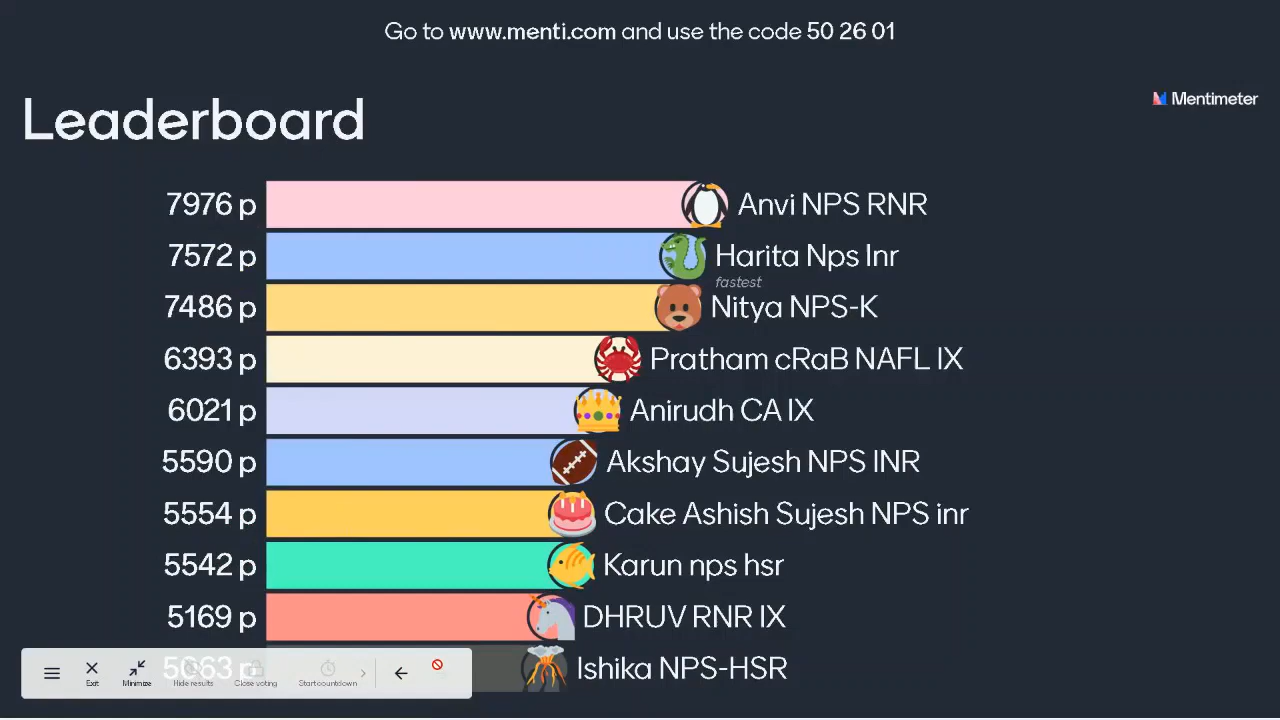 Go to www.menti.com and use the code 50 26 01
Mentimeter
Leaderboard
7976 p Anvi NPS RNR
7572 p Harita Nps Inr
fastest
7486 p Nitya NPS-K
6393 p Pratham cRaB NAFL IX
6021 p Anirudh CA IX
5590 p Akshay Sujesh NPS INR
5554 p Cake Ashish Sujesh NPS inr
5542 p Karun nps hsr
5169 p DHRUV RNR IX
5063 p Ishika NPS-HSR
Exit Minimize Hide results Close voting Start countdown